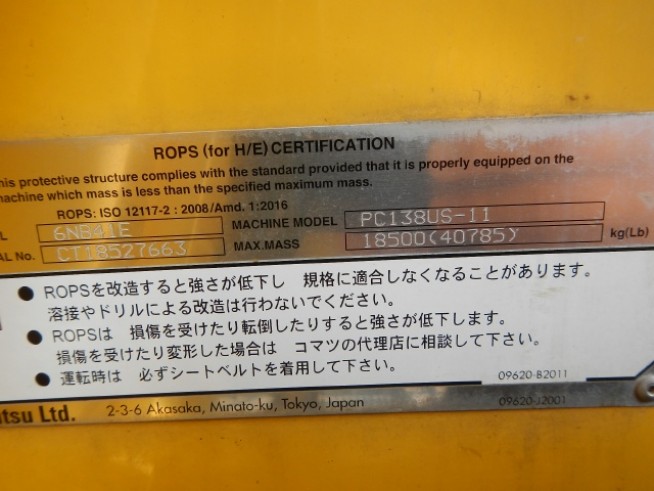 ROPS (for H/E) CERTIFICATION
his protective structure complies with the standard provided that it is properly equipped on the
machine which mass is less than the specified maximum mass.
ROPS: ISO 12117-2 : 2008/Amd. 1:2016
L 6NB41E MACHINE MODEL PC138US-11
AL No. CT18527663 MAX.MASS 18500(40785) kg(Lb)
● ROPSを改造すると強さが低下し 規格に適合しなくなることがあります。
溶接やドリルによる改造は行わないでください。
● ROPSは 損傷を受けたり転倒したりすると強さが低下します。
損傷を受けたり変形した場合は コマツの代理店に相談して下さい。
● 運転時は 必ずシートベルトを着用して下さい。
09620-B2011
atsu Ltd. 2-3-6 Akasaka, Minato-ku, Tokyo, Japan 09620-J2001